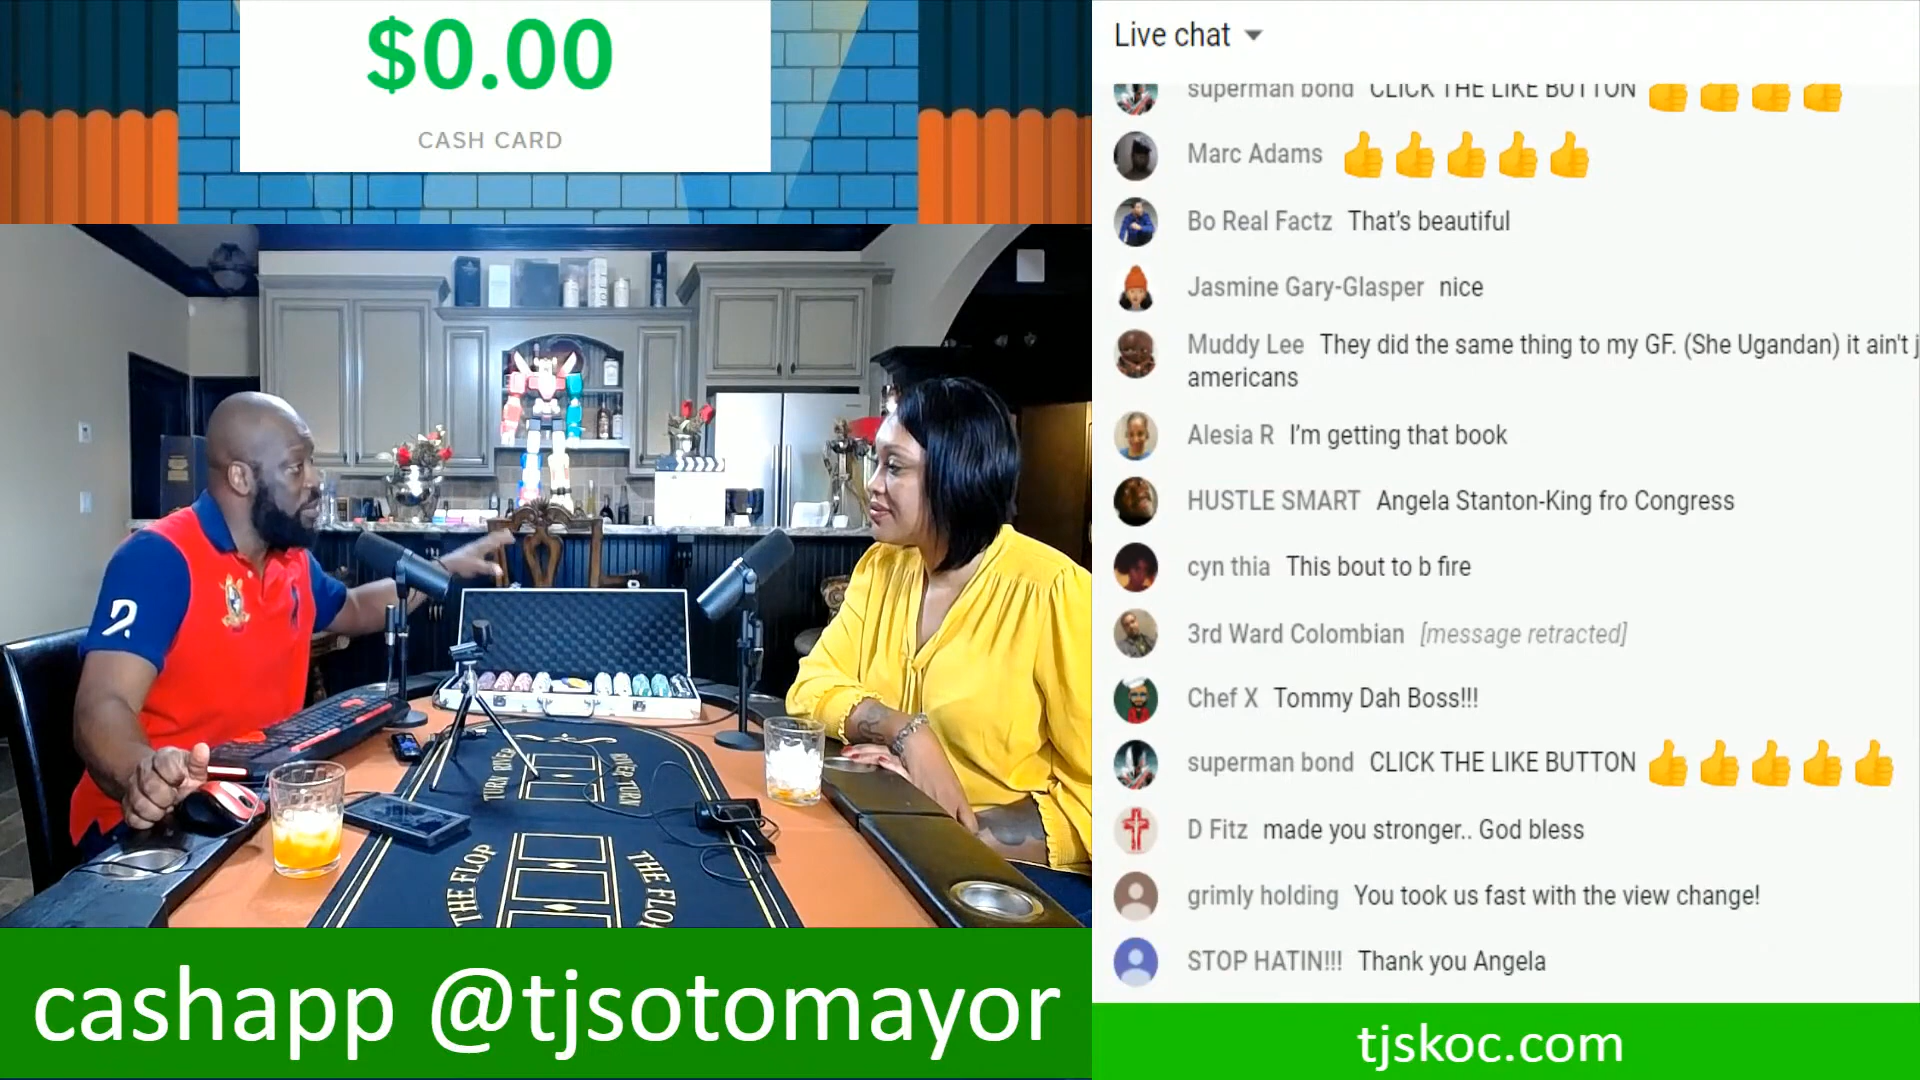 $0.00
CASH CARD
Live chat
superman bond CLICK THE LIKE BUTTON
Marc Adams
Bo Real Factz That's beautiful
Jasmine Gary-Glasper nice
Muddy Lee They did the same thing to my GF. (She Ugandan) it ain't
americans
Alesia R I'm getting that book
HUSTLE SMART Angela Stanton-King fro Congress
cyn thia This bout to b fire
3rd Ward Colombian [message retracted]
Chef X Tommy Dah Boss!!!
superman bond CLICK THE LIKE BUTTON
D Fitz made you stronger.. God bless
grimly holding You took us fast with the view change!
STOP HATIN!!! Thank you Angela
2
TURN RIVER
RIVER TURN
THE FLOP
THE FLOP
cashapp @tjsotomayor
tjskoc.com